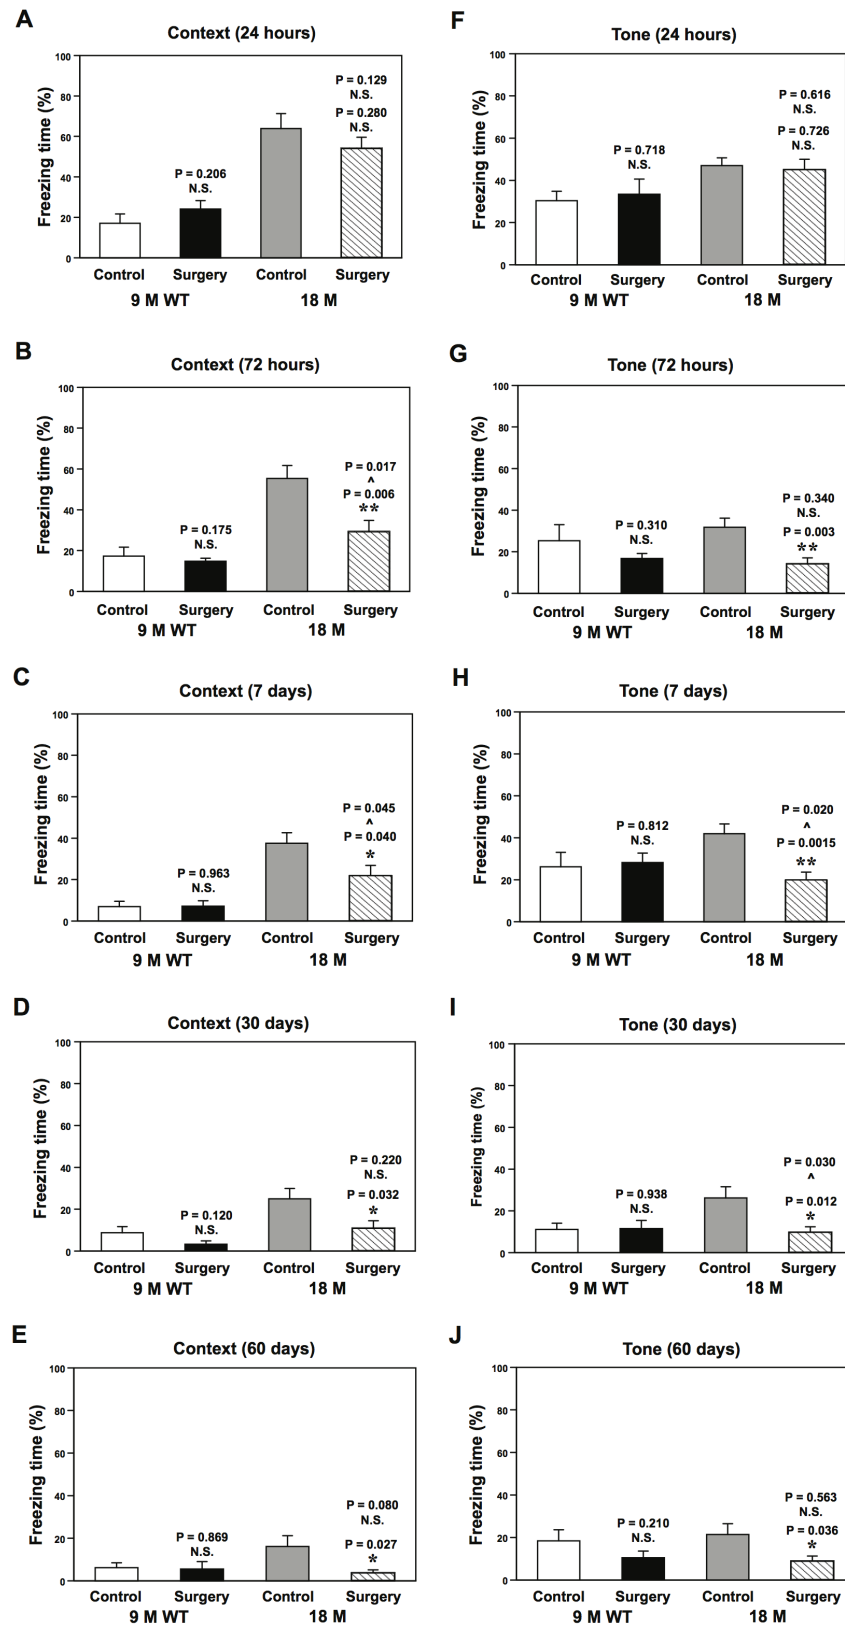 A
Context (24 hours)
Freezing time (%)
100
80
60
40
20
0
P = 0.206
N.S.
P = 0.129
N.S.
P = 0.280
N.S.
Control Surgery Control Surgery
9 M WT 18 M
F
Tone (24 hours)
Freezing time (%)
100
80
60
40
20
0
P = 0.718
N.S.
P = 0.616
N.S.
P = 0.726
N.S.
Control Surgery Control Surgery
9 M WT 18 M
B
Context (72 hours)
Freezing time (%)
100
80
60
40
20
0
P = 0.175
N.S.
P = 0.017
^
P = 0.006
**
Control Surgery Control Surgery
9 M WT 18 M
G
Tone (72 hours)
Freezing time (%)
100
80
60
40
20
0
P = 0.310
N.S.
P = 0.340
N.S.
P = 0.003
**
Control Surgery Control Surgery
9 M WT 18 M
C
Context (7 days)
Freezing time (%)
100
80
60
40
20
0
P = 0.963
N.S.
P = 0.045
^
P = 0.040
*
Control Surgery Control Surgery
9 M WT 18 M
H
Tone (7 days)
Freezing time (%)
100
80
60
40
20
0
P = 0.812
N.S.
P = 0.020
^
P = 0.0015
**
Control Surgery Control Surgery
9 M WT 18 M
D
Context (30 days)
Freezing time (%)
100
80
60
40
20
0
P = 0.120
N.S.
P = 0.220
N.S.
P = 0.032
*
Control Surgery Control Surgery
9 M WT 18 M
I
Tone (30 days)
Freezing time (%)
100
80
60
40
20
0
P = 0.938
N.S.
P = 0.030
^
P = 0.012
*
Control Surgery Control Surgery
9 M WT 18 M
E
Context (60 days)
Freezing time (%)
100
80
60
40
20
0
P = 0.869
N.S.
P = 0.080
N.S.
P = 0.027
*
Control Surgery Control Surgery
9 M WT 18 M
J
Tone (60 days)
Freezing time (%)
100
80
60
40
20
0
P = 0.210
N.S.
P = 0.563
N.S.
P = 0.036
*
Control Surgery Control Surgery
9 M WT 18 M